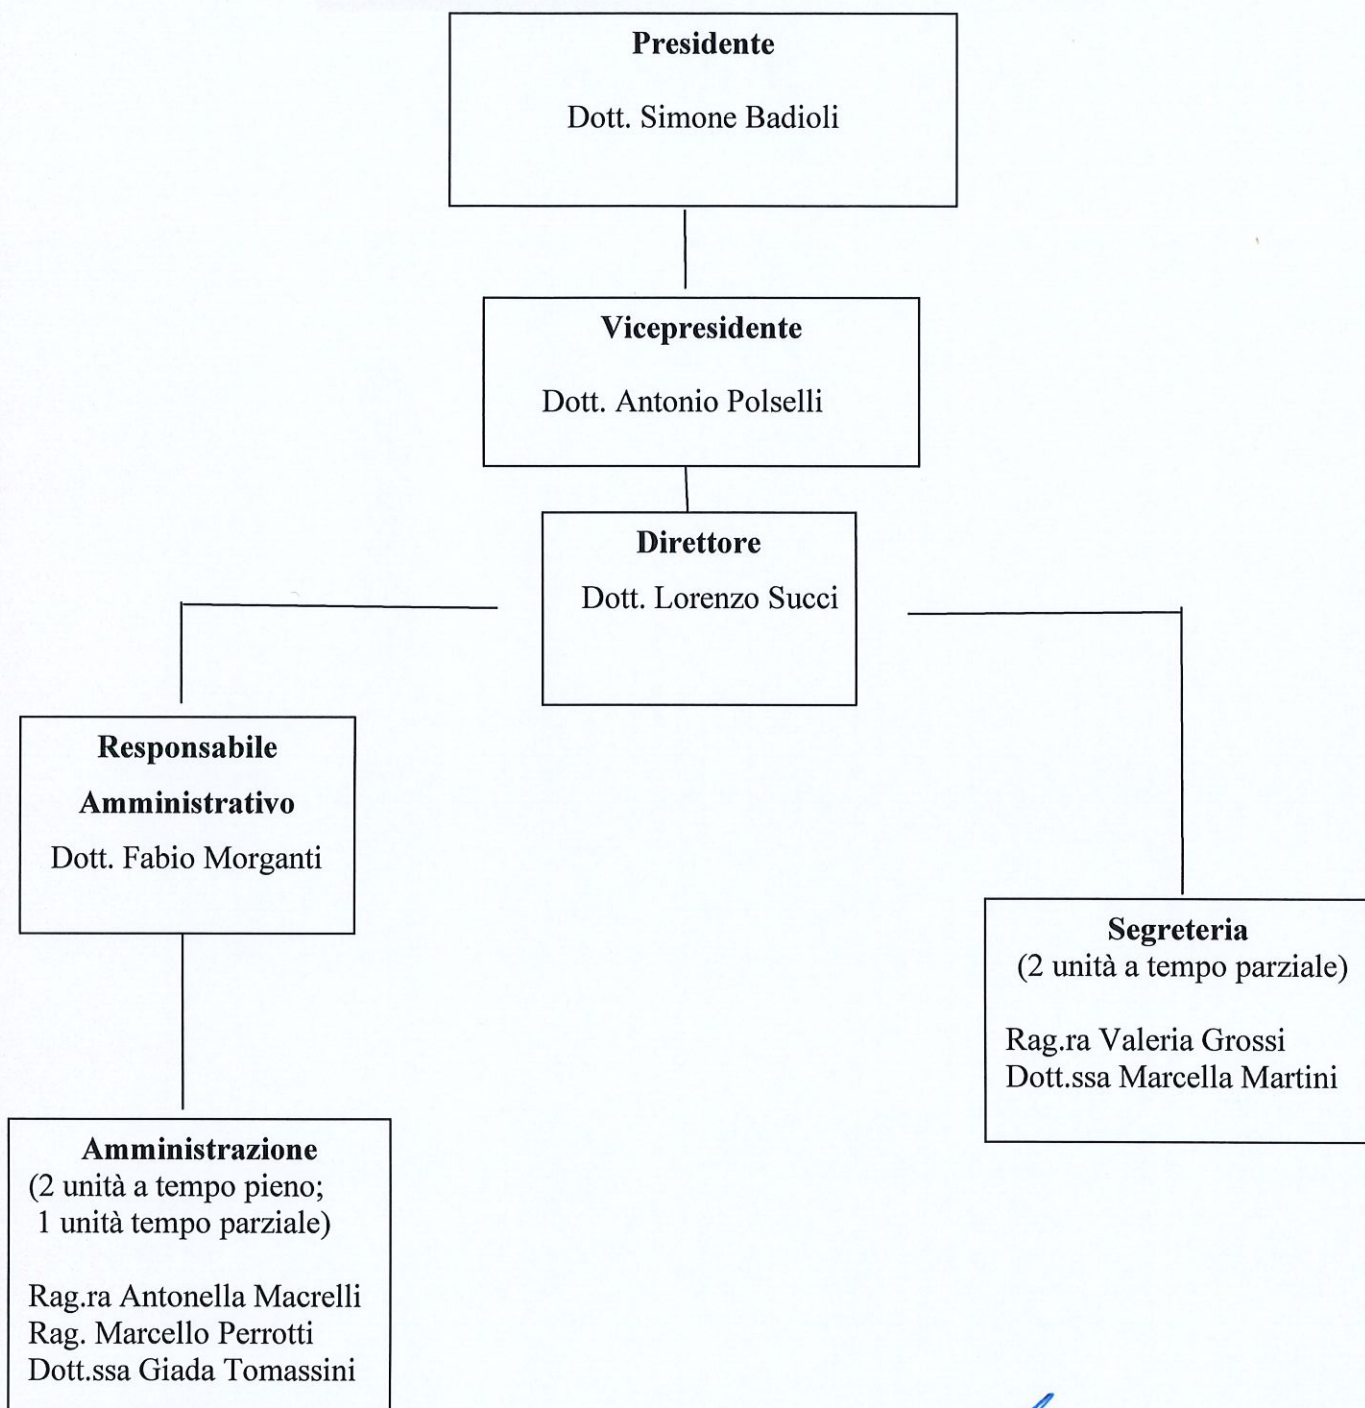 Presidente
Dott. Simone Badioli
Vicepresidente
Dott. Antonio Polselli
Direttore
Dott. Lorenzo Succi
Responsabile
Amministrativo
Dott. Fabio Morganti
Segreteria
(2 unità a tempo parziale)
Rag.ra Valeria Grossi
Dott.ssa Marcella Martini
Amministrazione
(2 unità a tempo pieno;
1 unità tempo parziale)
Rag.ra Antonella Macrelli
Rag. Marcello Perrotti
Dott.ssa Giada Tomassini